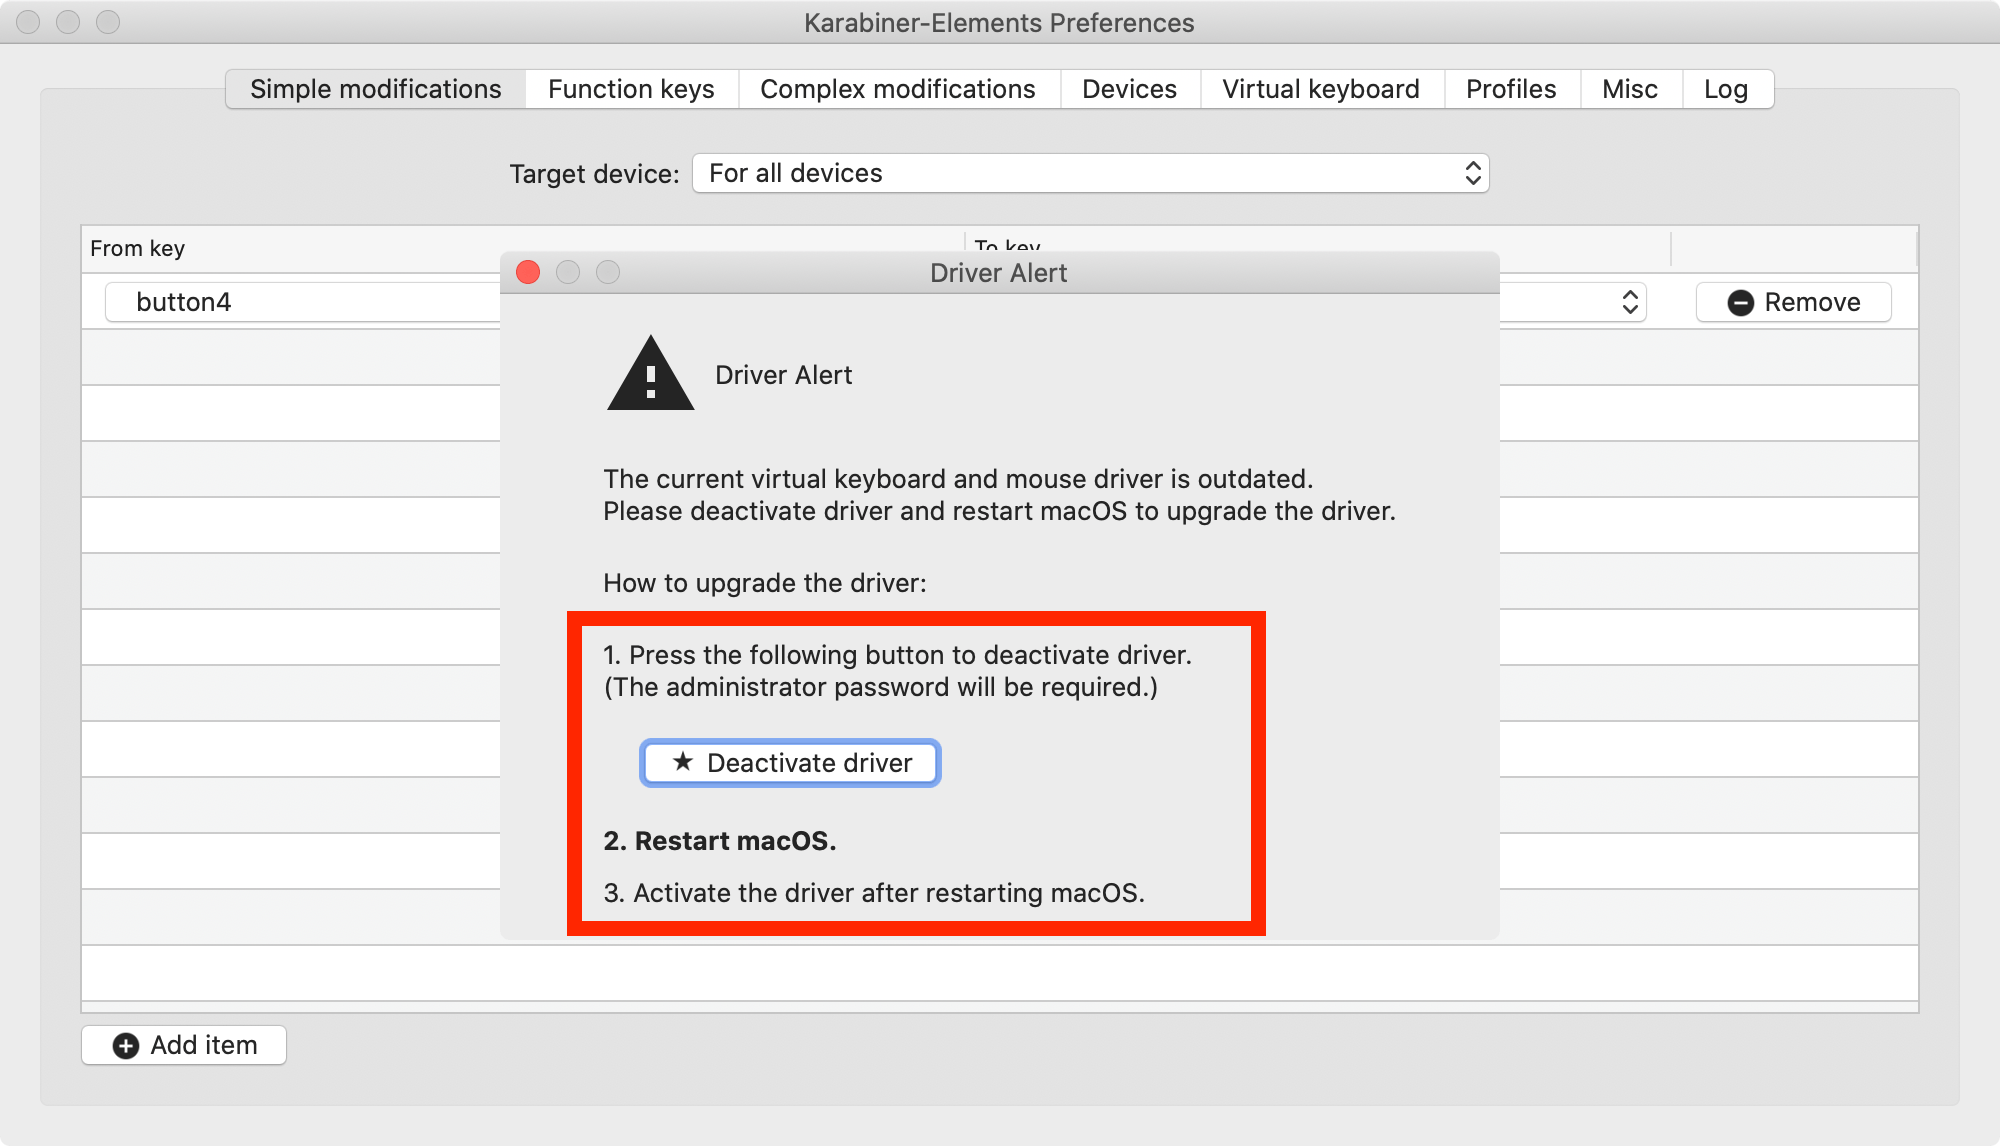 Karabiner-Elements Preferences
Simple modifications Function keys Complex modifications Devices Virtual keyboard Profiles Misc Log
Target device: For all devices
From key To key
Driver Alert
button4 Remove
Driver Alert
The current virtual keyboard and mouse driver is outdated.
Please deactivate driver and restart macOS to upgrade the driver.
How to upgrade the driver:
1. Press the following button to deactivate driver.
(The administrator password will be required.)
★ Deactivate driver
2. Restart macOS.
3. Activate the driver after restarting macOS.
Add item